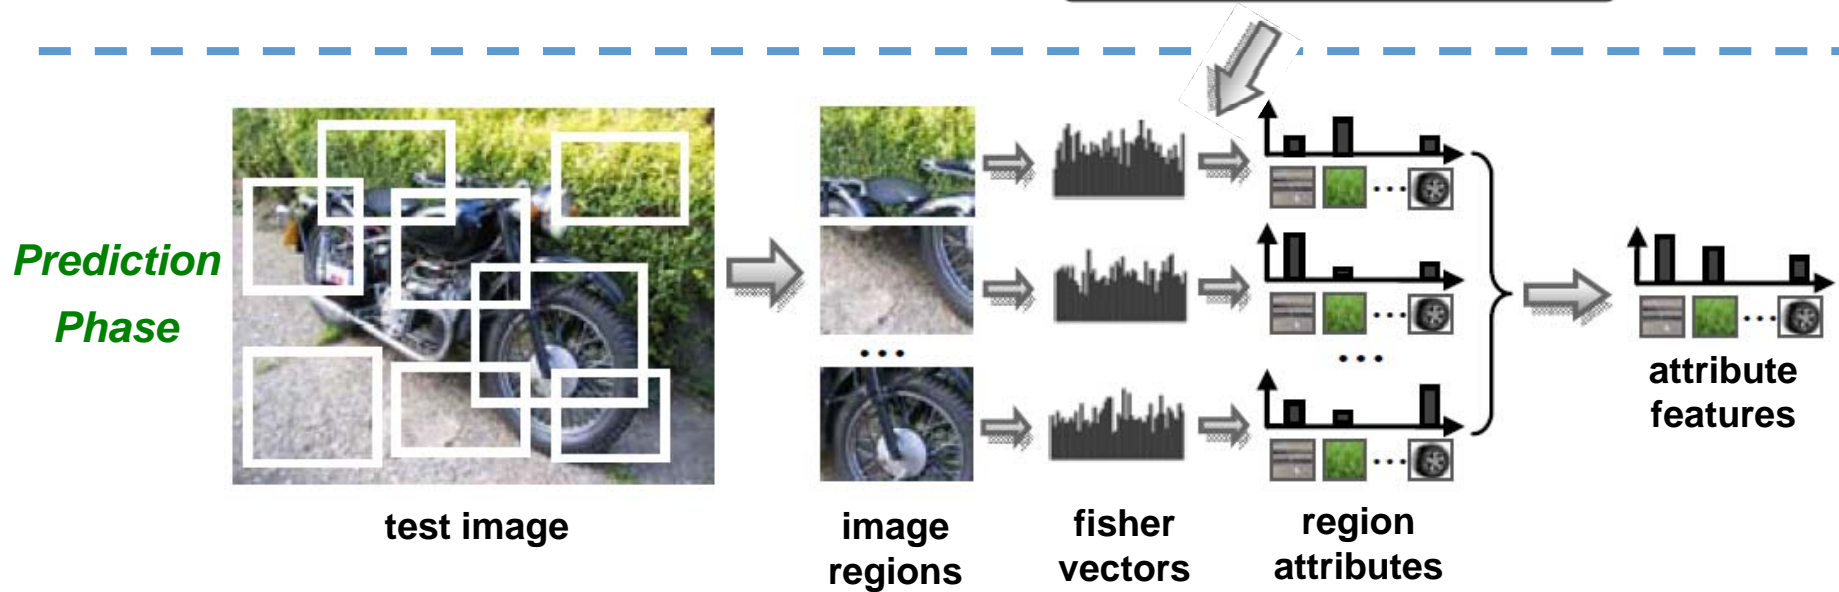 Prediction
Phase
test image
image
regions
fisher
vectors
region
attributes
attribute
features